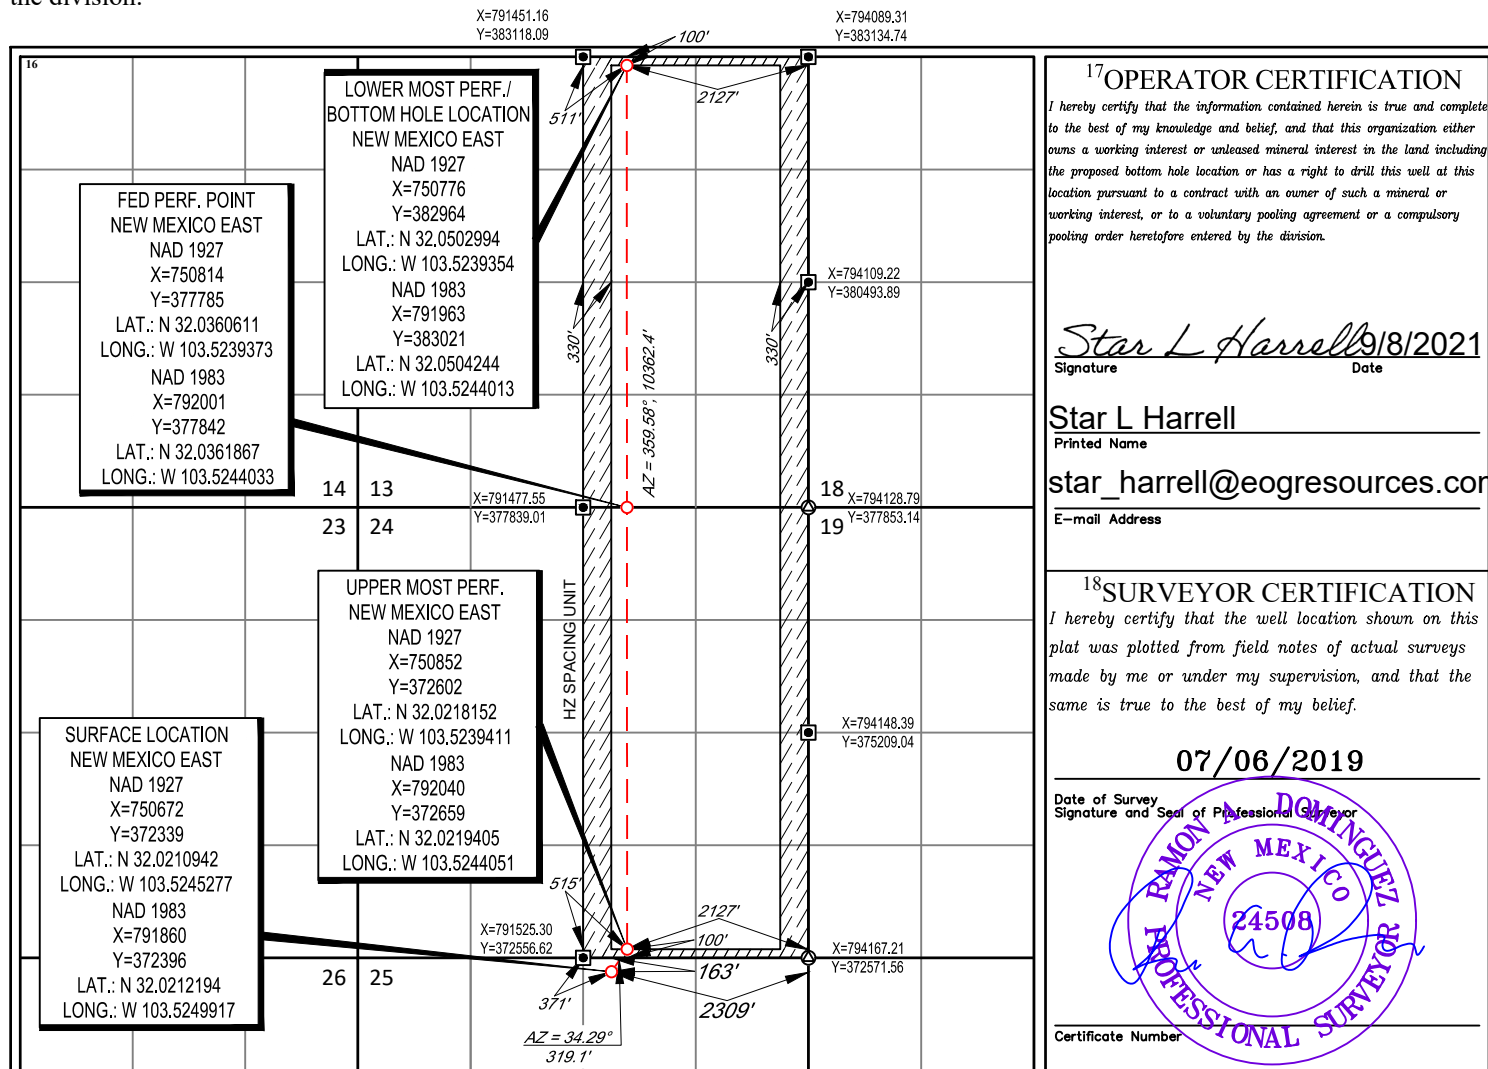 the division.
X=791451.16
Y=383118.09
X=794089.31
Y=383134.74
16
100'
2127'
511'
LOWER MOST PERF./
BOTTOM HOLE LOCATION
NEW MEXICO EAST
NAD 1927
X=750776
Y=382964
LAT.: N 32.0502994
LONG.: W 103.5239354
NAD 1983
X=791963
Y=383021
LAT.: N 32.0504244
LONG.: W 103.5244013
FED PERF. POINT
NEW MEXICO EAST
NAD 1927
X=750814
Y=377785
LAT.: N 32.0360611
LONG.: W 103.5239373
NAD 1983
X=792001
Y=377842
LAT.: N 32.0361867
LONG.: W 103.5244033
X=794109.22
Y=380493.89
330'
330'
AZ = 359.58°, 10362.4'
14 13
23 24
X=791477.55
Y=377839.01
18
19
X=794128.79
Y=377853.14
HZ SPACING UNIT
UPPER MOST PERF.
NEW MEXICO EAST
NAD 1927
X=750852
Y=372602
LAT.: N 32.0218152
LONG.: W 103.5239411
NAD 1983
X=792040
Y=372659
LAT.: N 32.0219405
LONG.: W 103.5244051
X=794148.39
Y=375209.04
SURFACE LOCATION
NEW MEXICO EAST
NAD 1927
X=750672
Y=372339
LAT.: N 32.0210942
LONG.: W 103.5245277
NAD 1983
X=791860
Y=372396
LAT.: N 32.0212194
LONG.: W 103.5249917
515'
2127'
100'
X=791525.30
Y=372556.62
X=794167.21
Y=372571.56
26 25
163'
371'
2309'
AZ = 34.29°
319.1'
17 OPERATOR CERTIFICATION
I hereby certify that the information contained herein is true and complete
to the best of my knowledge and belief, and that this organization either
owns a working interest or unleased mineral interest in the land including
the proposed bottom hole location or has a right to drill this well at this
location pursuant to a contract with an owner of such a mineral or
working interest, or to a voluntary pooling agreement or a compulsory
pooling order heretofore entered by the division.
Star L Harrell 9/8/2021
Signature Date
Star L Harrell
Printed Name
star_harrell@eogresources.com
E-mail Address
18 SURVEYOR CERTIFICATION
I hereby certify that the well location shown on this
plat was plotted from field notes of actual surveys
made by me or under my supervision, and that the
same is true to the best of my belief.
07/06/2019
Date of Survey
Signature and Seal of Professional Surveyor
RAMON A. DOMINGUEZ
NEW MEXICO
24508
PROFESSIONAL SURVEYOR
Certificate Number